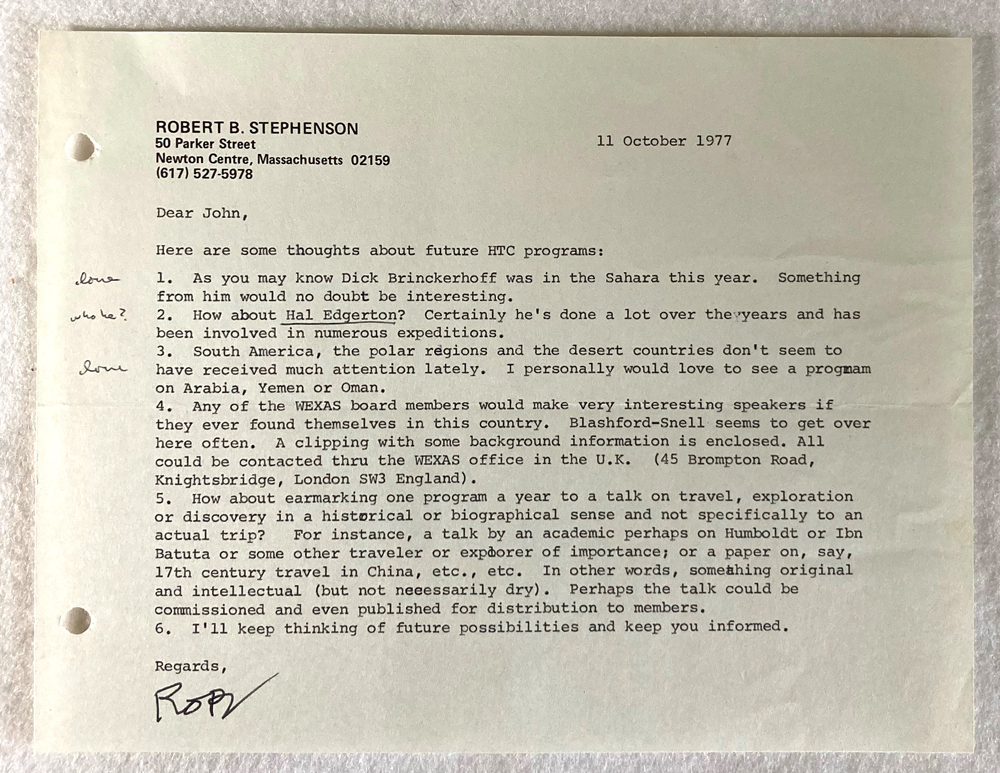 ROBERT B. STEPHENSON
50 Parker Street
Newton Centre, Massachusetts 02159
(617) 527-5978
11 October 1977
Dear John,
Here are some thoughts about future HTC programs:
1. As you may know Dick Brinckerhoff was in the Sahara this year. Something
from him would no doubt be interesting.
who he?
2. How about Hal Edgerton? Certainly he's done a lot over the years and has
been involved in numerous expeditions.
3. South America, the polar regions and the desert countries don't seem to
have received much attention lately. I personally would love to see a program
on Arabia, Yemen or Oman.
4. Any of the WEXAS board members would make very interesting speakers if
they ever found themselves in this country. Blashford-Snell seems to get over
here often. A clipping with some background information is enclosed. All
could be contacted thru the WEXAS office in the U.K. (45 Brompton Road,
Knightsbridge, London SW3 England).
5. How about earmarking one program a year to a talk on travel, exploration
or discovery in a historical or biographical sense and not specifically to an
actual trip? For instance, a talk by an academic perhaps on Humboldt or Ibn
Batuta or some other traveler or explorer of importance; or a paper on, say,
17th century travel in China, etc., etc. In other words, something original
and intellectual (but not necessarily dry). Perhaps the talk could be
commissioned and even published for distribution to members.
6. I'll keep thinking of future possibilities and keep you informed.
Regards,